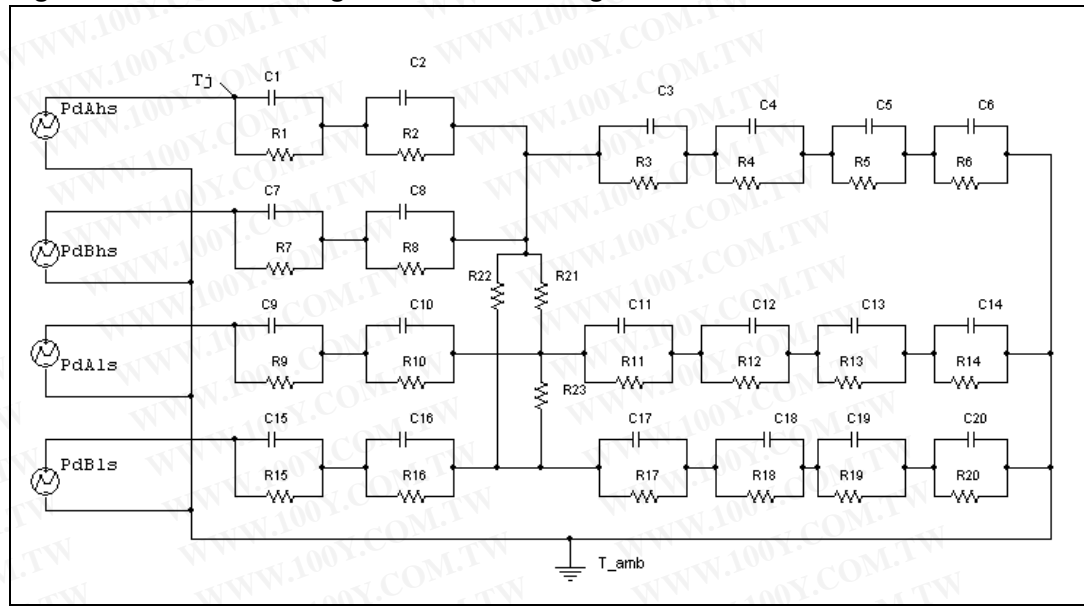 C1
C2
Tj
C3
C4
C5
C6
PdAhs
R1
R2
R3
R4
R5
R6
C7
C8
PdBhs
R7
R8
R22
R21
C9
C10
C11
C12
C13
C14
PdAls
R9
R10
R11
R12
R13
R14
R23
C15
C16
C17
C18
C19
C20
PdBls
R15
R16
R17
R18
R19
R20
T_amb
WWW.100Y.COM.TW